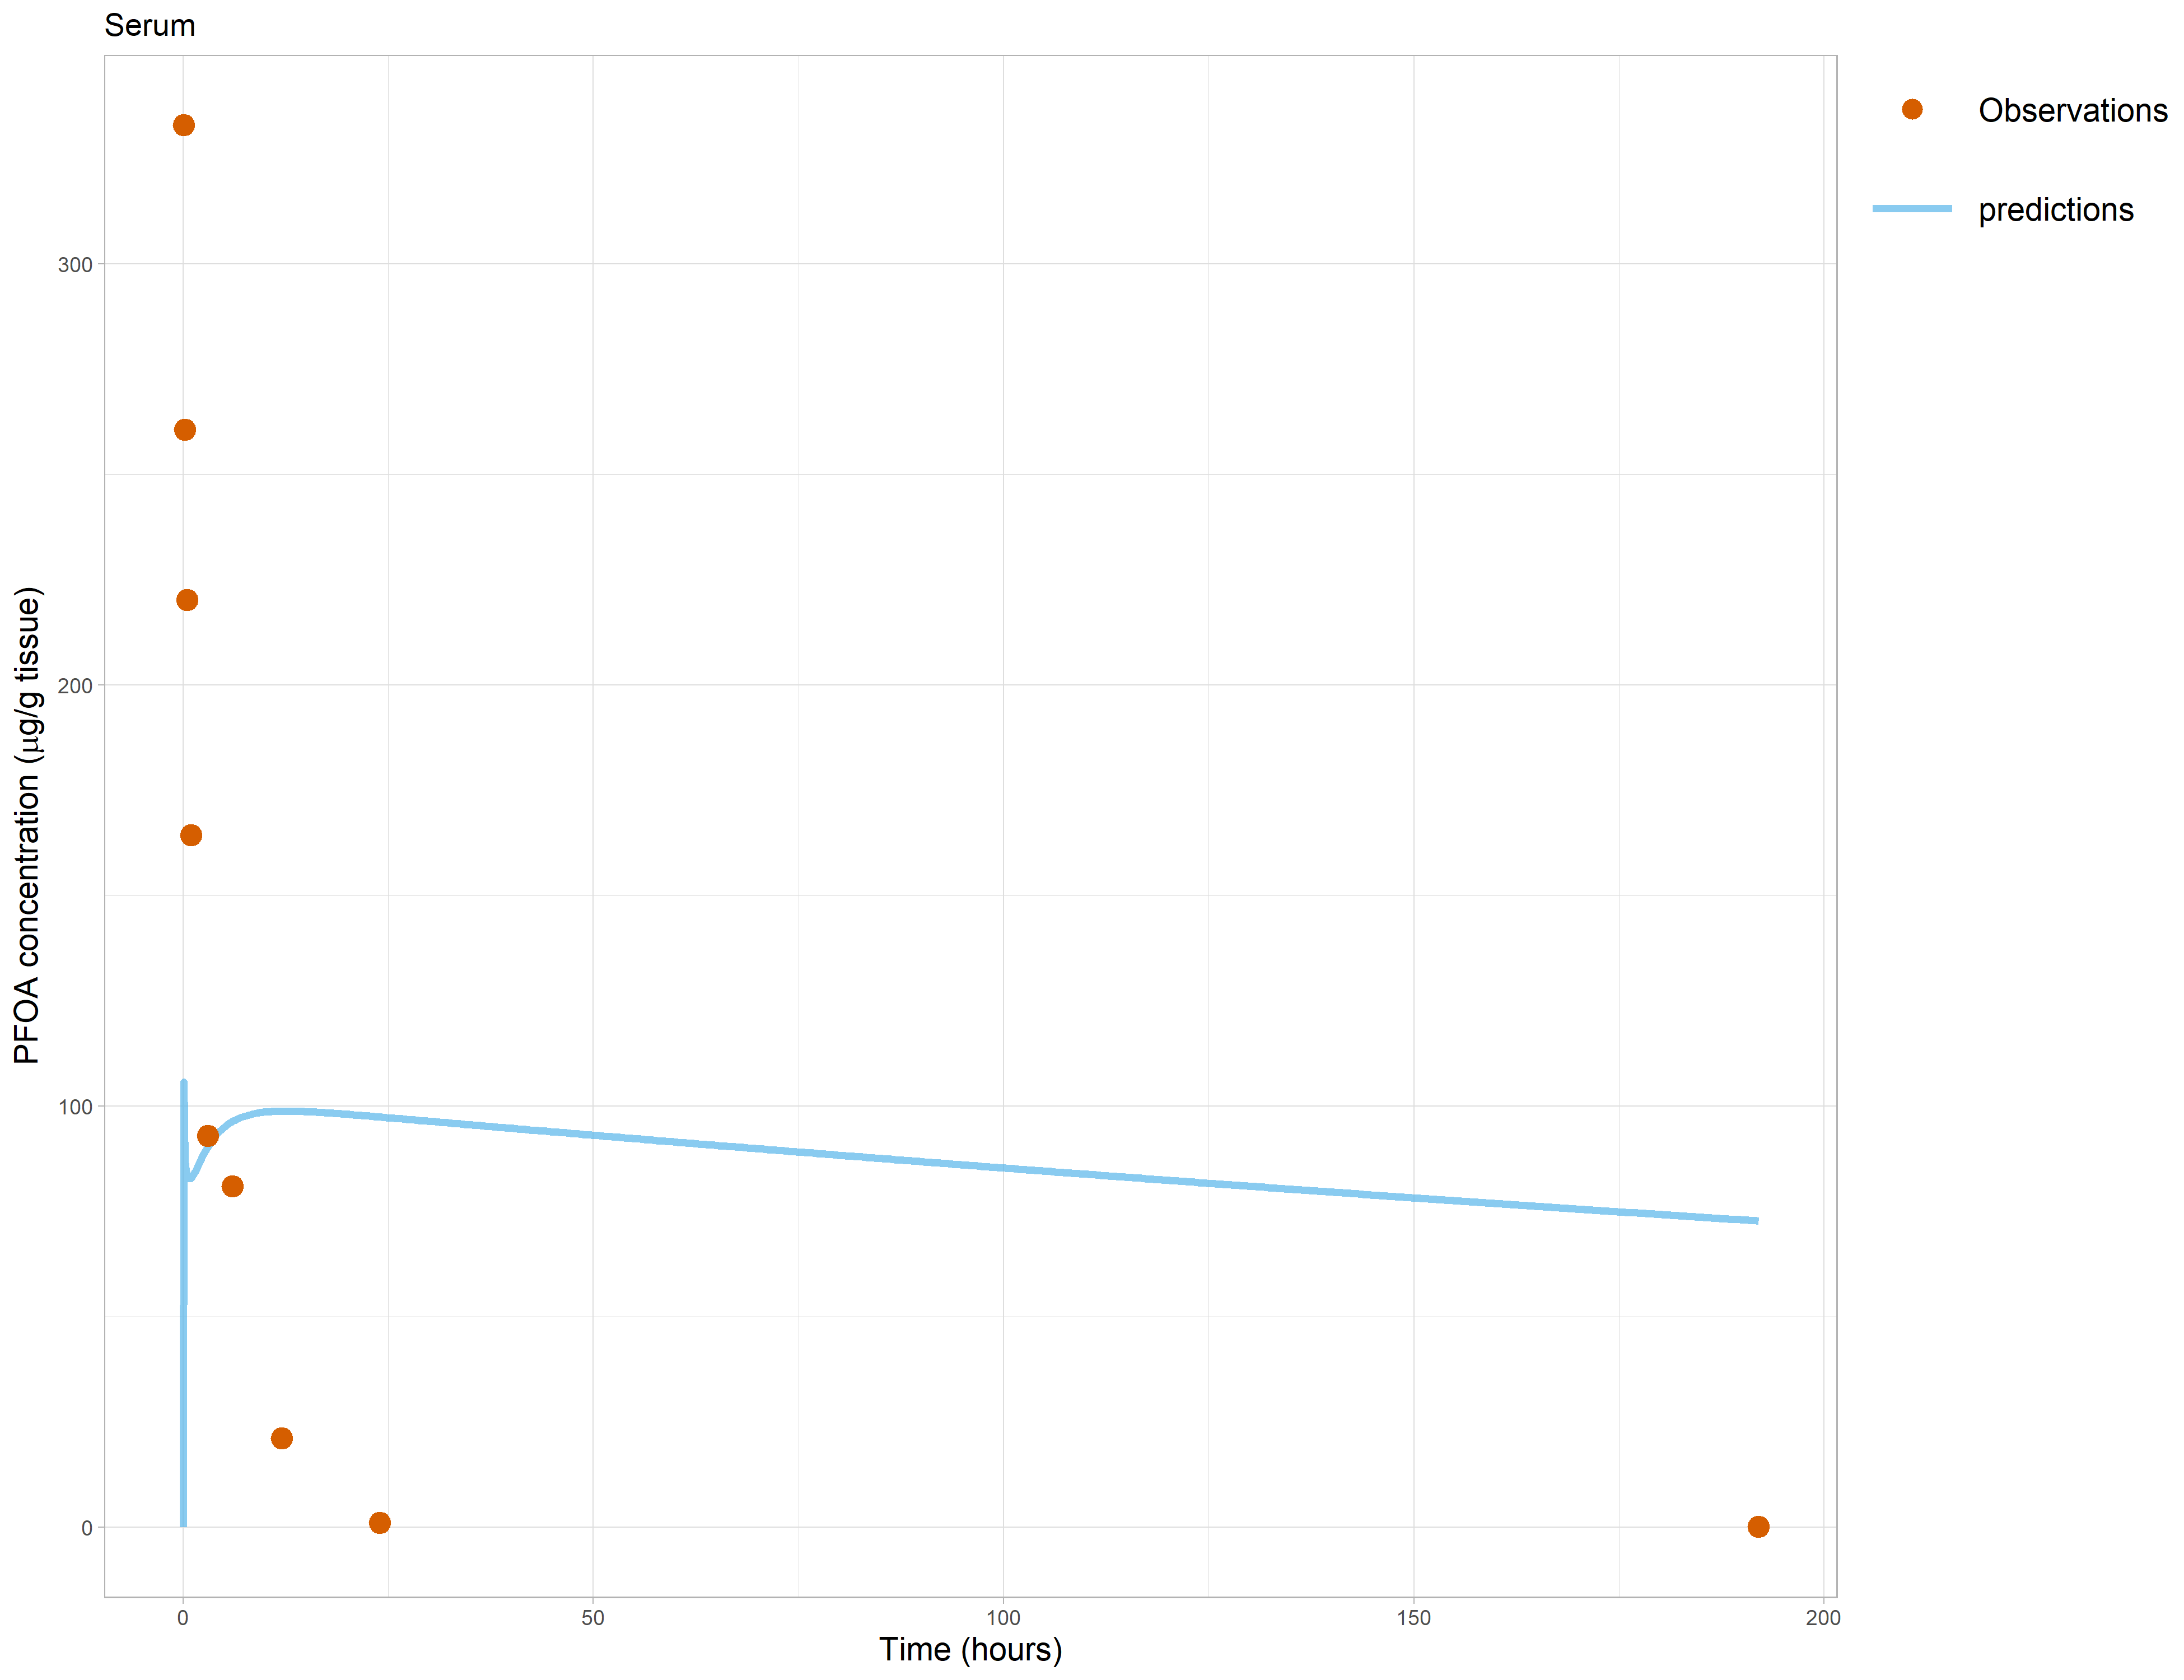 Serum
Observations
predictions
PFOA concentration (μg/g tissue)
300
200
100
0
0
50
100
150
200
Time (hours)